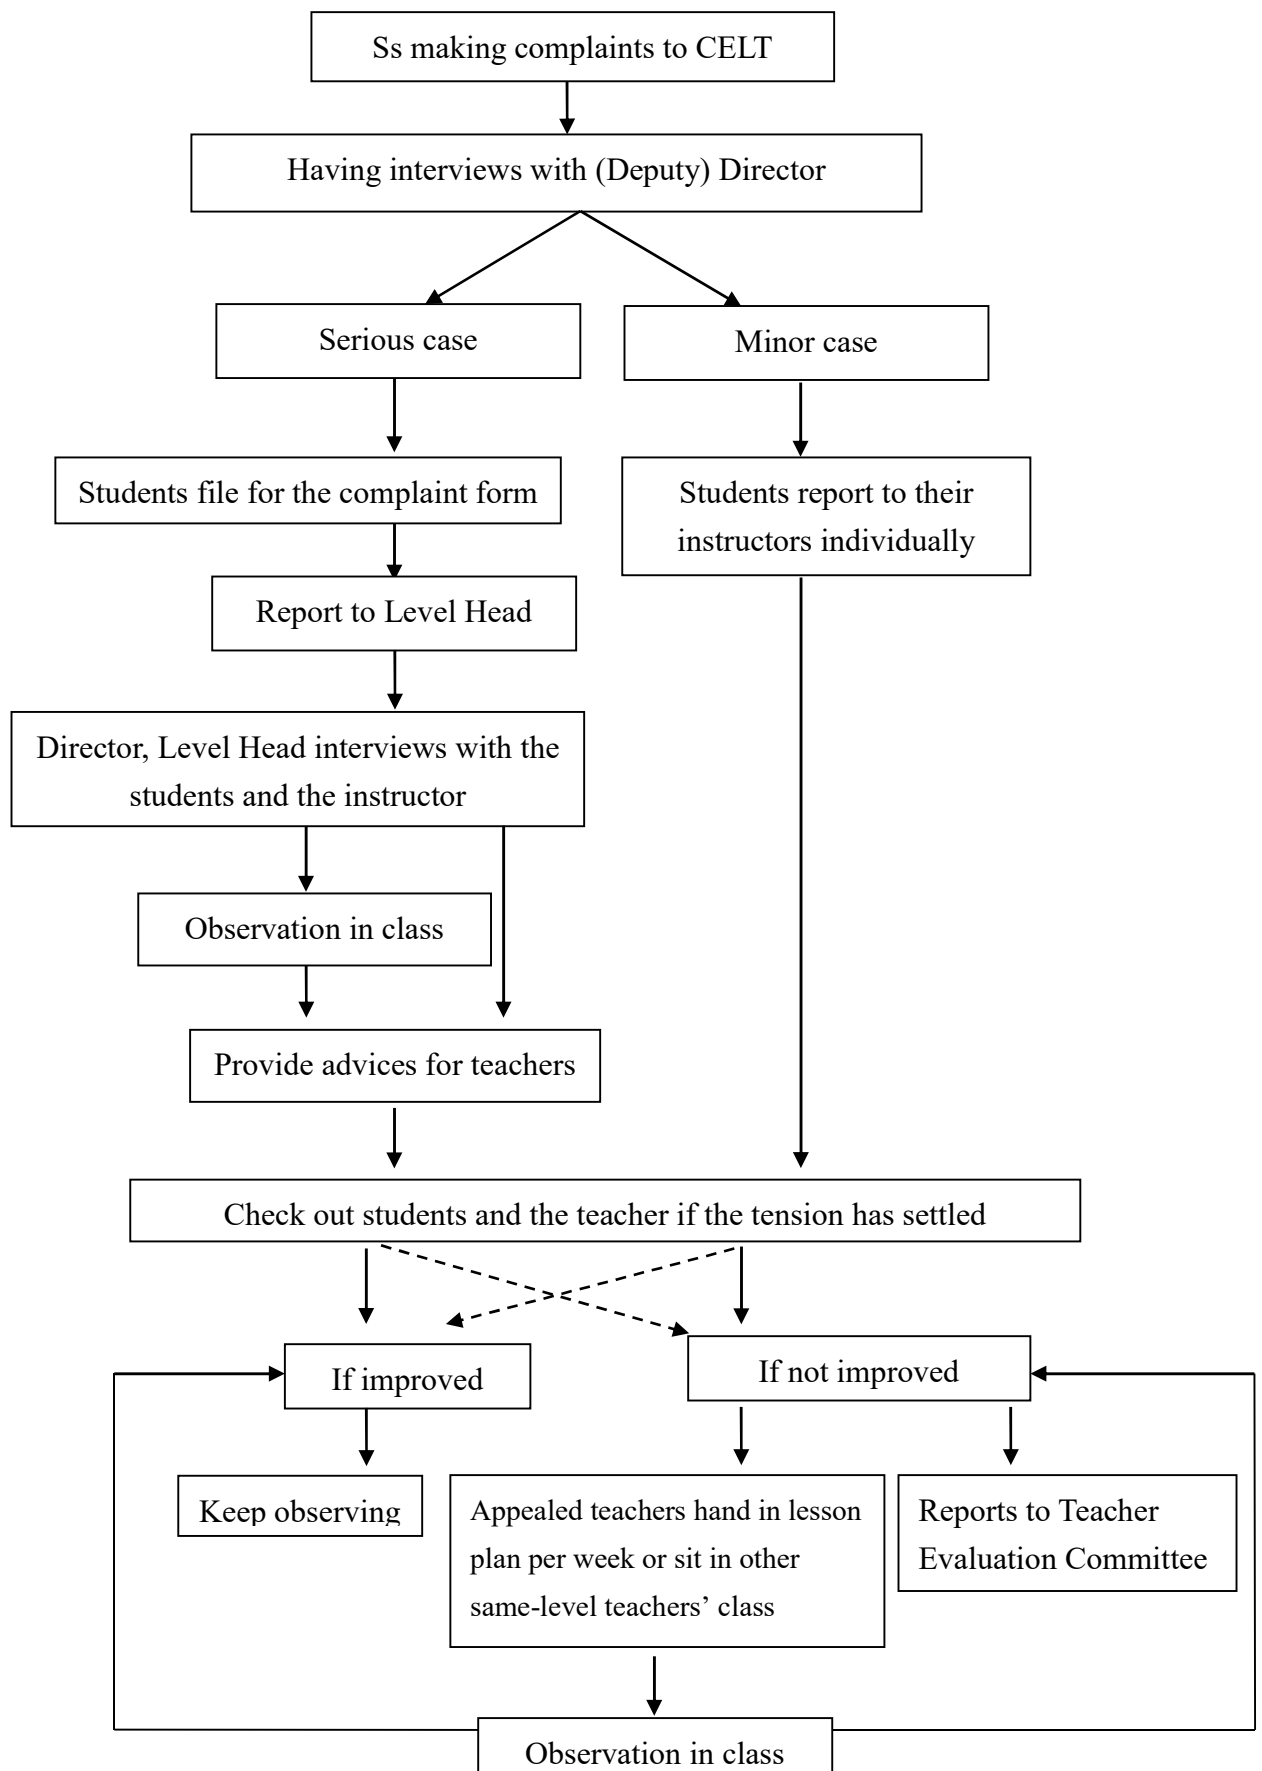 Ss making complaints to CELT
Having interviews with (Deputy) Director
Serious case
Minor case
Students file for the complaint form
Students report to their
instructors individually
Report to Level Head
Director, Level Head interviews with the
students and the instructor
Observation in class
Provide advices for teachers
Check out students and the teacher if the tension has settled
If improved
If not improved
Keep observing
Appealed teachers hand in lesson
plan per week or sit in other
same-level teachers’ class
Reports to Teacher
Evaluation Committee
Observation in class